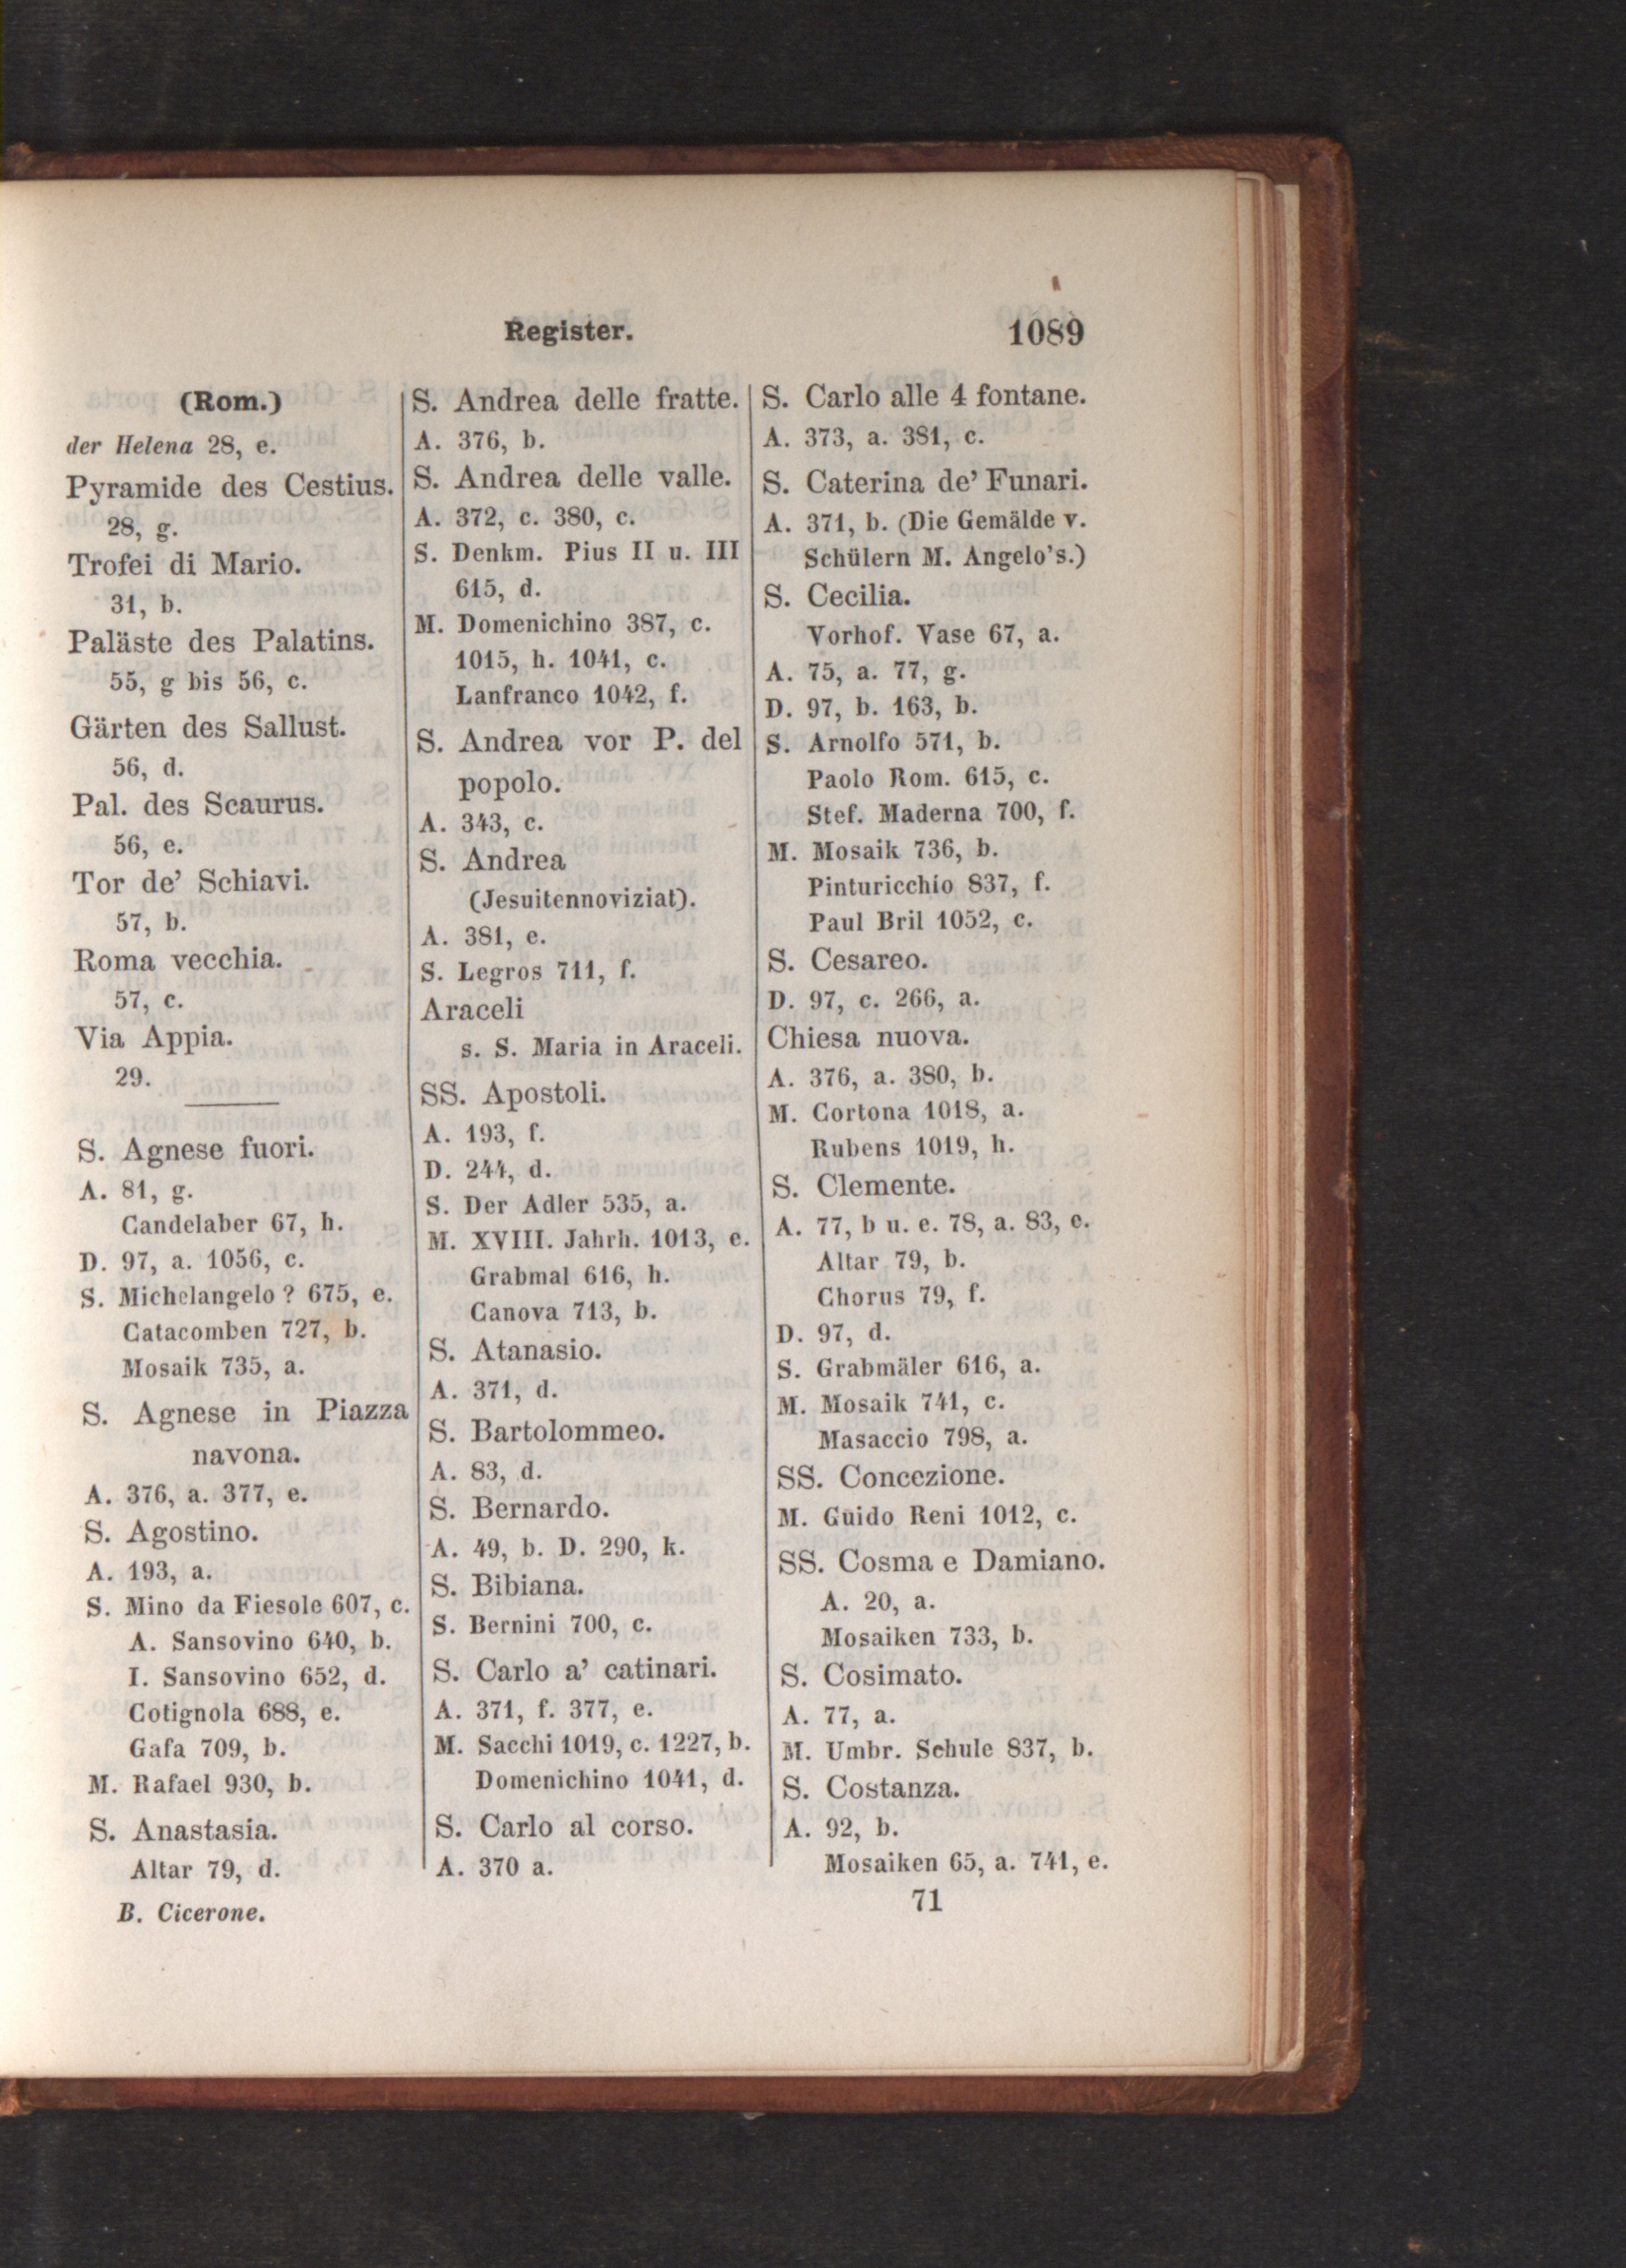 Register.
1089
(Rom.)
der Helena 28, e.
Pyramide des Cestius.
28, g.
Trofei di Mario.
31, b.
Paläste des Palatins.
55, g bis 56, c.
Gärten des Sallust.
56, d.
Pal. des Scaurus.
56, e.
Tor de' Schiavi.
57, b.
Roma vecchia.
57, c.
Via Appia.
29.
S. Agnese fuori.
A. 81, g.
Candelaber 67, h.
D. 97, a. 1056, c.
S. Michelangelo? 675, e.
Catacomben 727, b.
Mosaik 735, a.
S. Agnese in Piazza
navona.
A. 376, a. 377, e.
S. Agostino.
A. 193, a.
S. Mino da Fiesole 607, c.
A. Sansovino 640, b.
I. Sansovino 652, d.
Cotignola 688, e.
Gafa 709, b.
M. Rafael 930, b.
S. Anastasia.
Altar 79, d.
B. Cicerone.
S. Andrea delle fratte.
A. 376, b.
S. Andrea delle valle.
A. 372, c. 380, c.
S. Denkm. Pius II u. III
615, d.
M. Domenichino 387, c.
1015, h. 1041, c.
Lanfranco 1042, f.
S. Andrea vor P. del
popolo.
A. 343, c.
S. Andrea
(Jesuitennoviziat).
A. 381, e.
S. Legros 711, f.
Araceli
s. S. Maria in Araceli.
SS. Apostoli.
A. 193, f.
D. 244, d.
S. Der Adler 535, a.
M. XVIII. Jahrh. 1013, e.
Grabmal 616, h.
Canova 713, b.
S. Atanasio.
A. 371, d.
S. Bartolommeo.
A. 83, d.
S. Bernardo.
A. 49, b. D. 290, k.
S. Bibiana.
S. Bernini 700, c.
S. Carlo a' catinari.
A. 371, f. 377, e.
M. Sacchi 1019, c. 1227, b.
Domenichino 1041, d.
S. Carlo al corso.
A. 370 a.
S. Carlo alle 4 fontane.
A. 373, a. 381, c.
S. Caterina de' Funari.
A. 371, b. (Die Gemälde v.
Schülern M. Angelo's.)
S. Cecilia.
Vorhof. Vase 67, a.
A. 75, a. 77, g.
D. 97, b. 163, b.
S. Arnolfo 571, b.
Paolo Rom. 615, c.
Stef. Maderna 700, f.
M. Mosaik 736, b.
Pinturicchio 837, f.
Paul Bril 1052, c.
S. Cesareo.
D. 97, c. 266, a.
Chiesa nuova.
A. 376, a. 380, b.
M. Cortona 1018, a.
Rubens 1019, h.
S. Clemente.
A. 77, b u. e. 78, a. 83, c.
Altar 79, b.
Chorus 79, f.
D. 97, d.
S. Grabmäler 616, a.
M. Mosaik 741, c.
Masaccio 798, a.
SS. Concezione.
M. Guido Reni 1012, c.
SS. Cosma e Damiano.
A. 20, a.
Mosaiken 733, b.
S. Cosimato.
A. 77, a.
M. Umbr. Schule 837, b.
S. Costanza.
A. 92, b.
Mosaiken 65, a. 741, e.
71